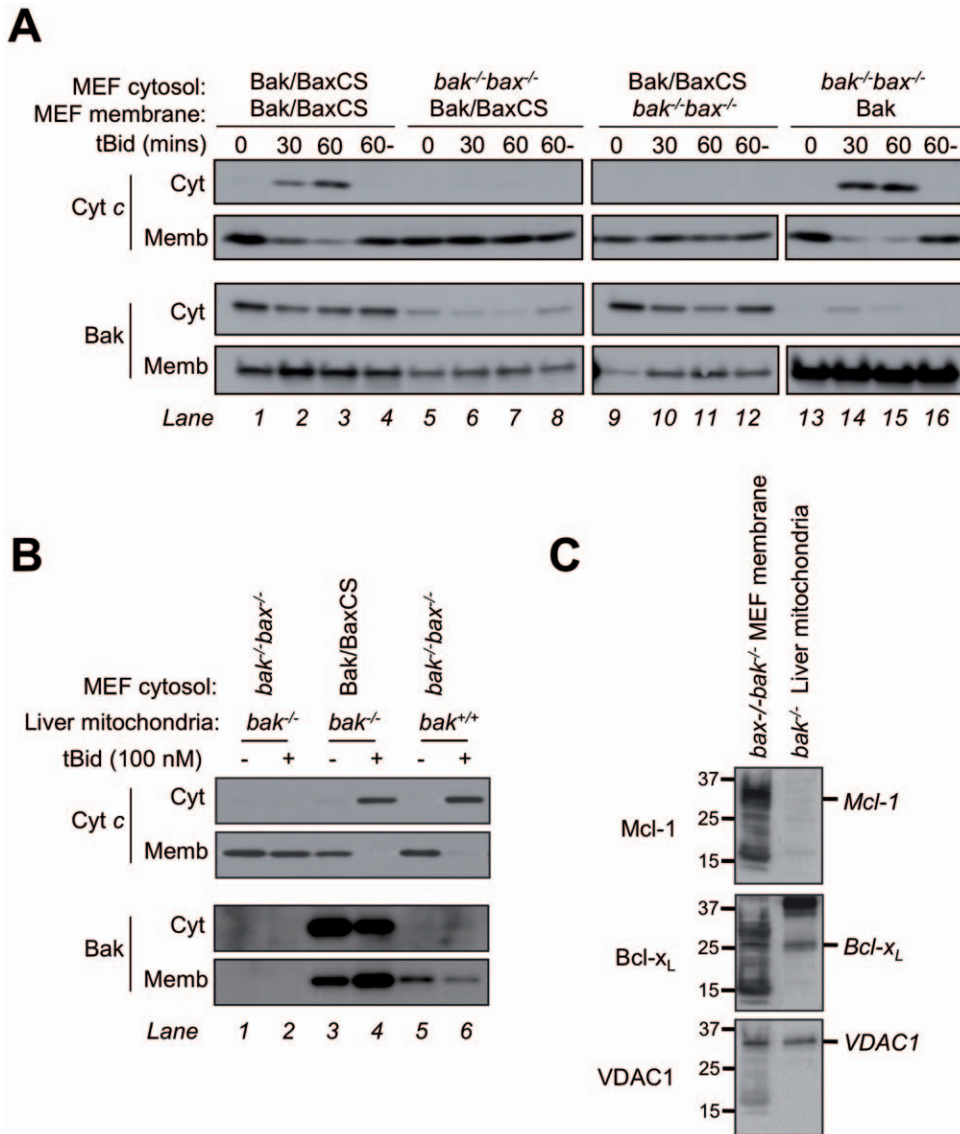 A
MEF cytosol: Bak/BaxCS bak-/-bax-/- Bak/BaxCS bak-/-bax-/-
MEF membrane: Bak/BaxCS Bak/BaxCS bak-/-bax-/- Bak
tBid (mins) 0 30 60 60- 0 30 60 60- 0 30 60 60- 0 30 60 60-
Cyt c
Cyt
Memb
Bak
Cyt
Memb
Lane 1 2 3 4 5 6 7 8 9 10 11 12 13 14 15 16
B
MEF cytosol: bak-/-bax-/- Bak/BaxCS bak-/-bax-/-
Liver mitochondria: bak-/- bak-/- bak+/+
tBid (100 nM) - + - + - +
Cyt c
Cyt
Memb
Bak
Cyt
Memb
Lane 1 2 3 4 5 6
C
bax-/-bak-/- MEF membrane
bak-/- Liver mitochondria
Mcl-1
37
25
15
Mcl-1
Bcl-xL
37
25
15
Bcl-xL
VDAC1
37
25
15
VDAC1